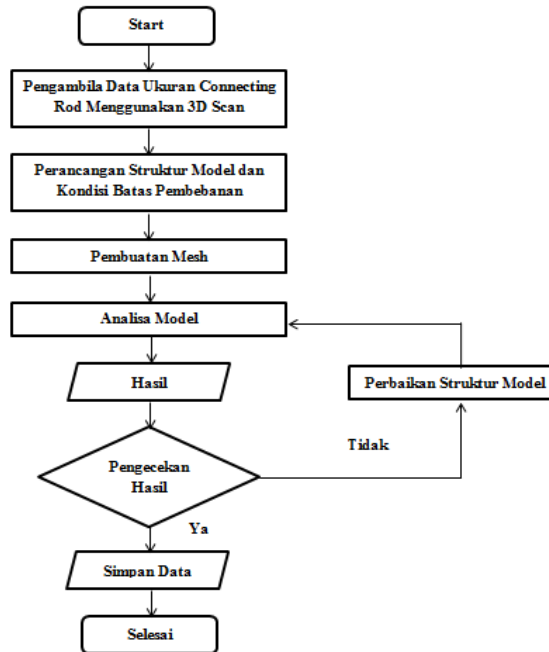 Start
Pengambila Data Ukuran Connecting
Rod Menggunakan 3D Scan
Perancangan Struktur Model dan
Kondisi Batas Pembebanan
Pembuatan Mesh
Analisa Model
Hasil
Perbaikan Struktur Model
Pengecekan
Hasil
Tidak
Ya
Simpan Data
Selesai